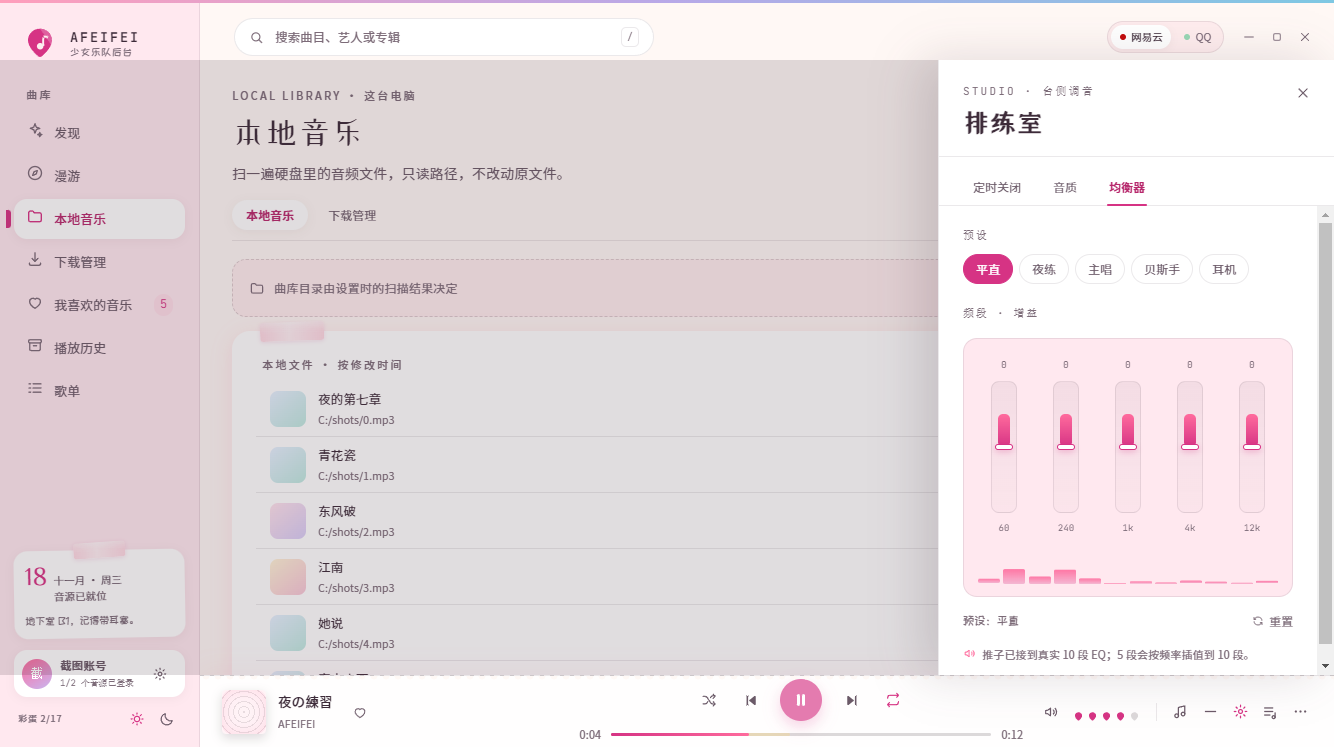 AFEIFEI
少女乐队后台
搜索曲目、艺人或专辑
/
网易云
QQ
曲库
发现
漫游
本地音乐
下载管理
我喜欢的音乐
5
播放历史
歌单
18
十一月 · 周三
音源已就位
地下室 B1，记得带耳塞。
截
截图账号
1/2 个音源已登录
彩蛋 2/17
LOCAL LIBRARY · 这台电脑
本地音乐
扫一遍硬盘里的音频文件，只读路径，不改动原文件。
本地音乐
下载管理
曲库目录由设置时的扫描结果决定
本地文件 · 按修改时间
夜的第七章
C:/shots/0.mp3
青花瓷
C:/shots/1.mp3
东风破
C:/shots/2.mp3
江南
C:/shots/3.mp3
她说
C:/shots/4.mp3
STUDIO · 台侧调音
排练室
定时关闭
音质
均衡器
预设
平直
夜练
主唱
贝斯手
耳机
频段 · 增益
0 0 0 0 0
60 240 1k 4k 12k
预设：平直
重置
推子已接到真实 10 段 EQ；5 段会按频率插值到 10 段。
夜の練習
AFEIFEI
0:04
0:12